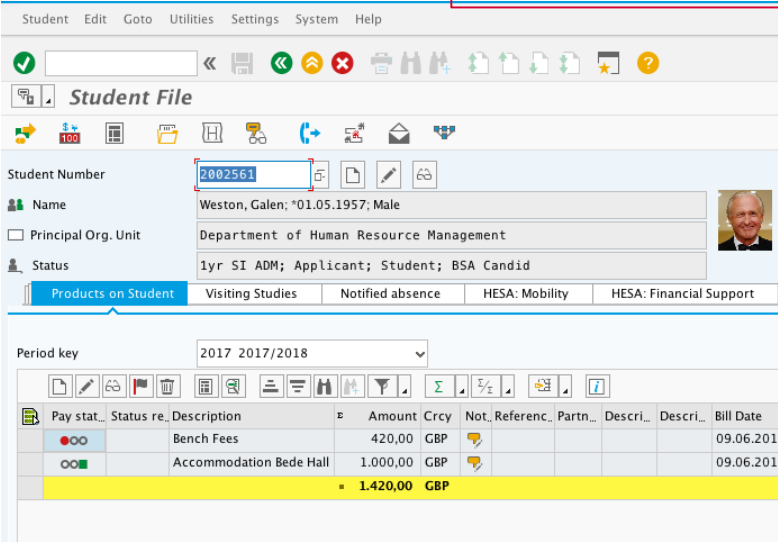 Student Edit Goto Utilities Settings System Help
Student File
Student Number 2002561
Name Weston, Galen; *01.05.1957; Male
Principal Org. Unit Department of Human Resource Management
Status 1yr SI ADM; Applicant; Student; BSA Candid
Products on Student Visiting Studies Notified absence HESA: Mobility HESA: Financial Support
Period key 2017 2017/2018
Pay stat... Status re... Description Σ Amount Crcy Not... Referenc... Partn... Descri... Descri... Bill Date
Bench Fees 420,00 GBP 09.06.201
Accommodation Bede Hall 1.000,00 GBP 09.06.201
1.420,00 GBP